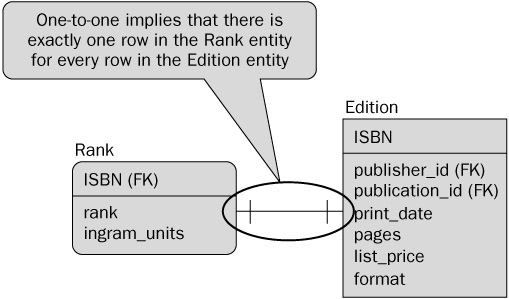 One-to-one implies that there is
exactly one row in the Rank entity
for every row in the Edition entity
Rank
ISBN (FK)
rank
ingram_units
Edition
ISBN
publisher_id (FK)
publication_id (FK)
print_date
pages
list_price
format